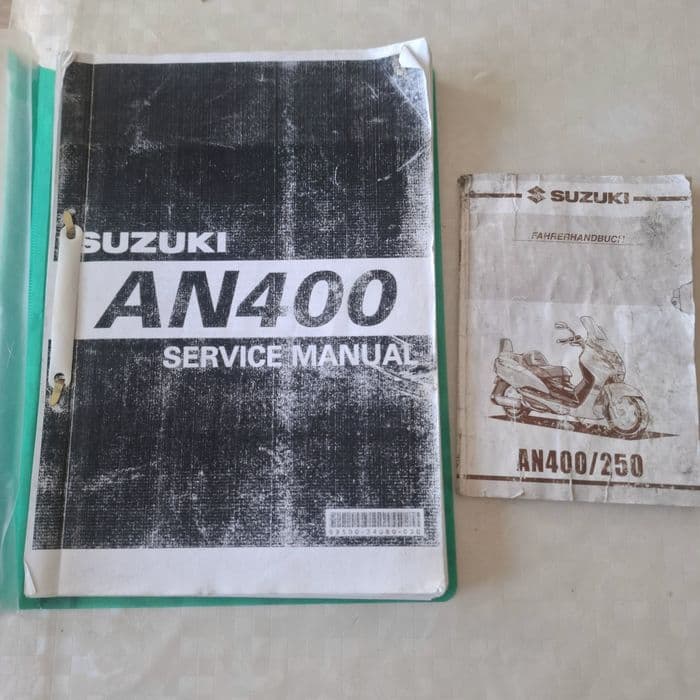 SUZUKI
AN400
SERVICE MANUAL
SUZUKI
FAHRERHANDBUCH
AN400/250